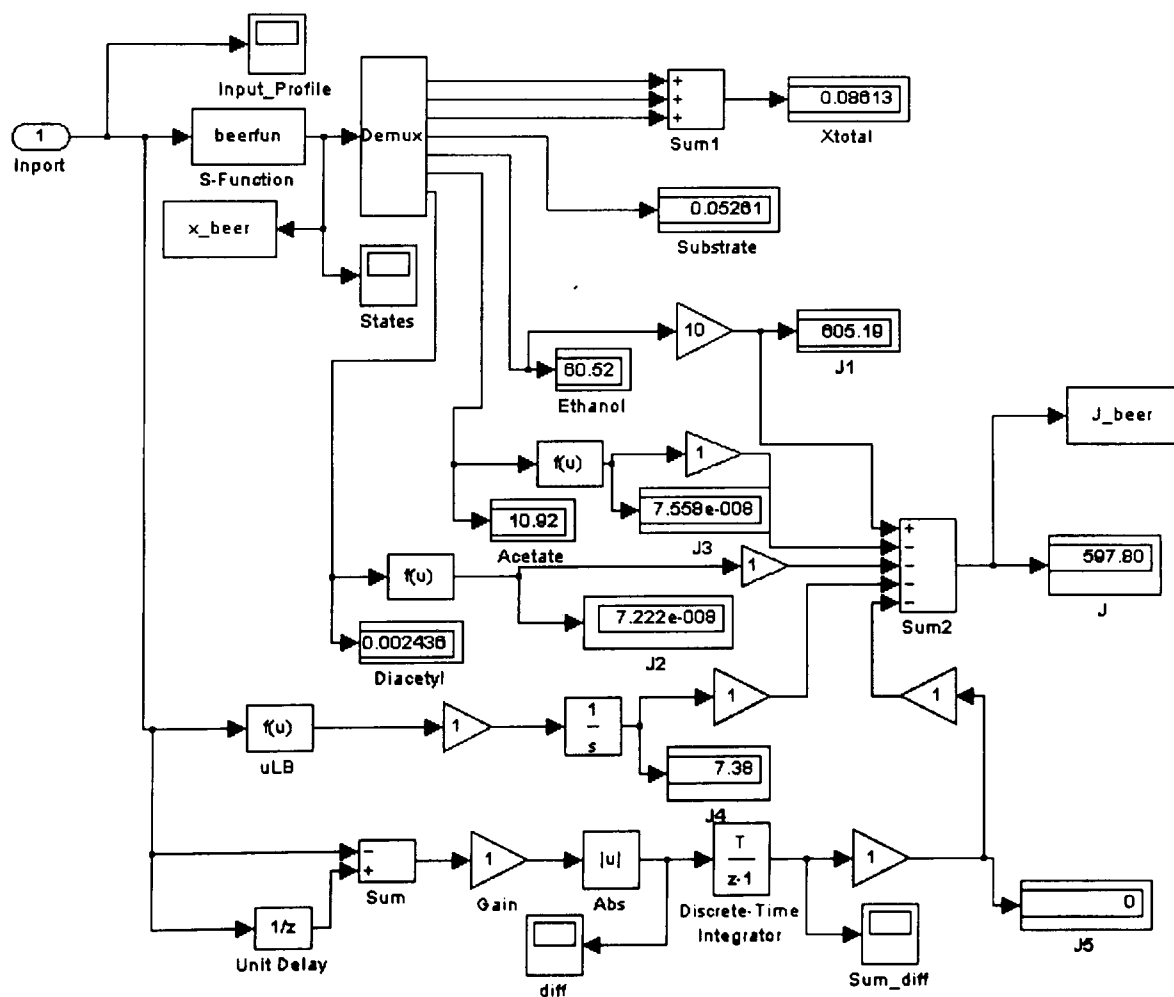 Input_Profile
1
Inport
beerfun
S-Function
Demux
+
+
+
Sum1
0.08613
Xtotal
x_beer
States
0.05261
Substrate
10
605.19
J1
60.52
Ethanol
J_beer
f(u)
1
7.558e-008
J3
10.92
Acetate
f(u)
1
7.222e-008
J2
0.002436
Diacetyl
+
-
-
-
-
Sum2
597.80
J
f(u)
uLB
1
1
s
1
7.38
J4
1
-
+
Sum
1
Gain
|u|
Abs
T
z-1
Discrete-Time
Integrator
1
0
J5
1/z
Unit Delay
diff
Sum_diff